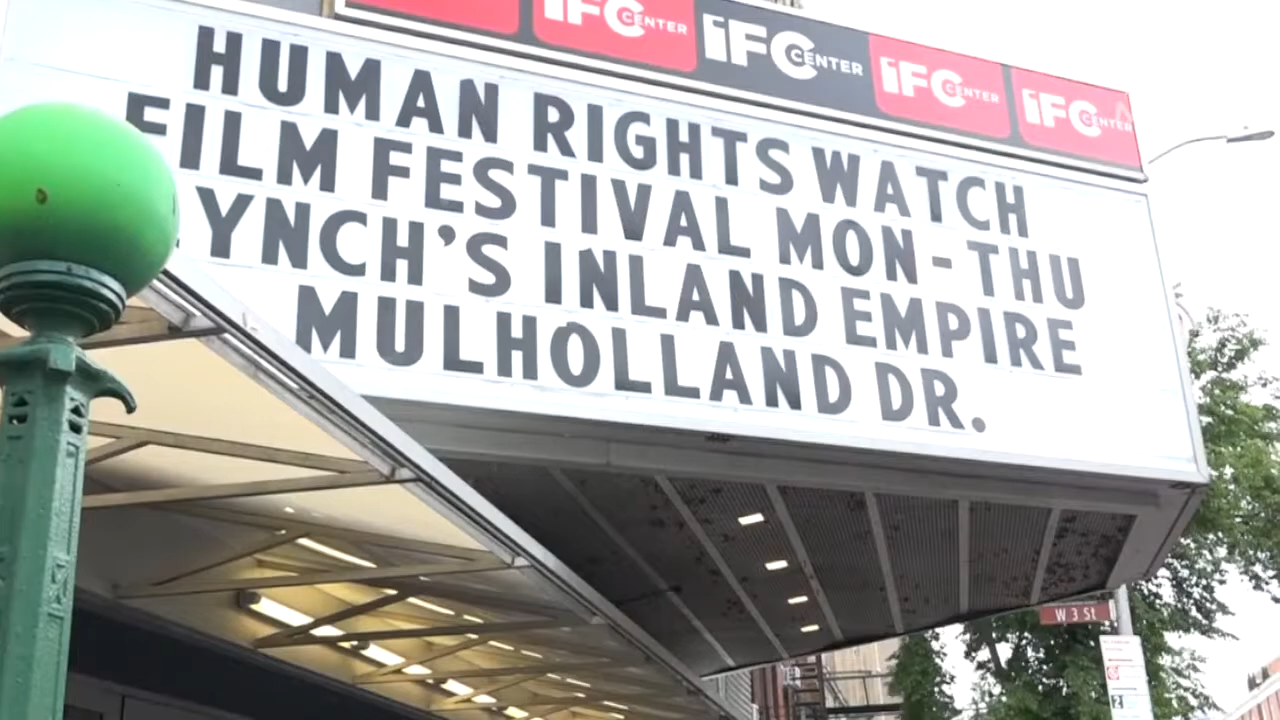 iFC CENTER
iFC CENTER
iFC CENTER
iFC CENTER
HUMAN RIGHTS WATCH
FILM FESTIVAL MON-THU
LYNCH'S INLAND EMPIRE
MULHOLLAND DR.
W 3 St